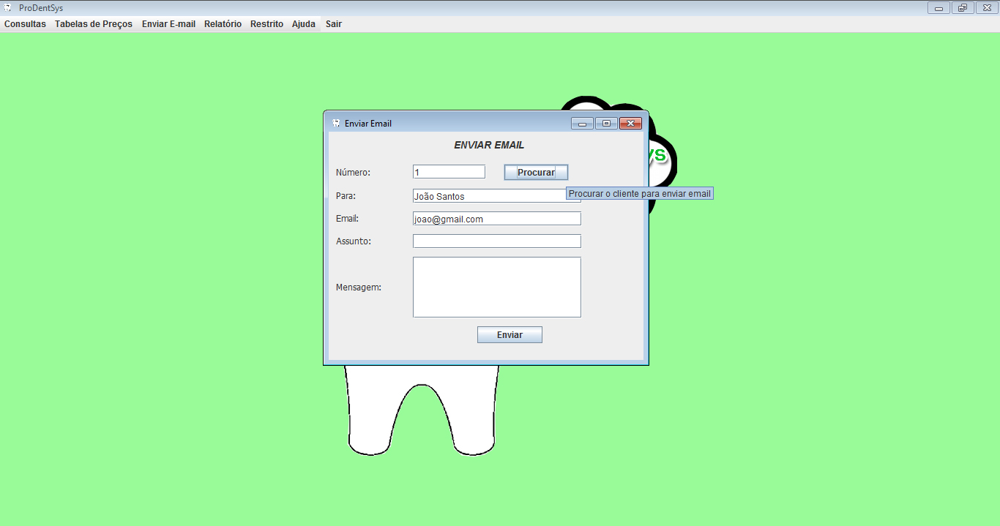 ProDentSys
Consultas Tabelas de Preços Enviar E-mail Relatório Restrito Ajuda Sair
Enviar Email
ENVIAR EMAIL
Número: 1 Procurar
Procurar o cliente para enviar email
Para: João Santos
Email: joao@gmail.com
Assunto:
Mensagem:
Enviar